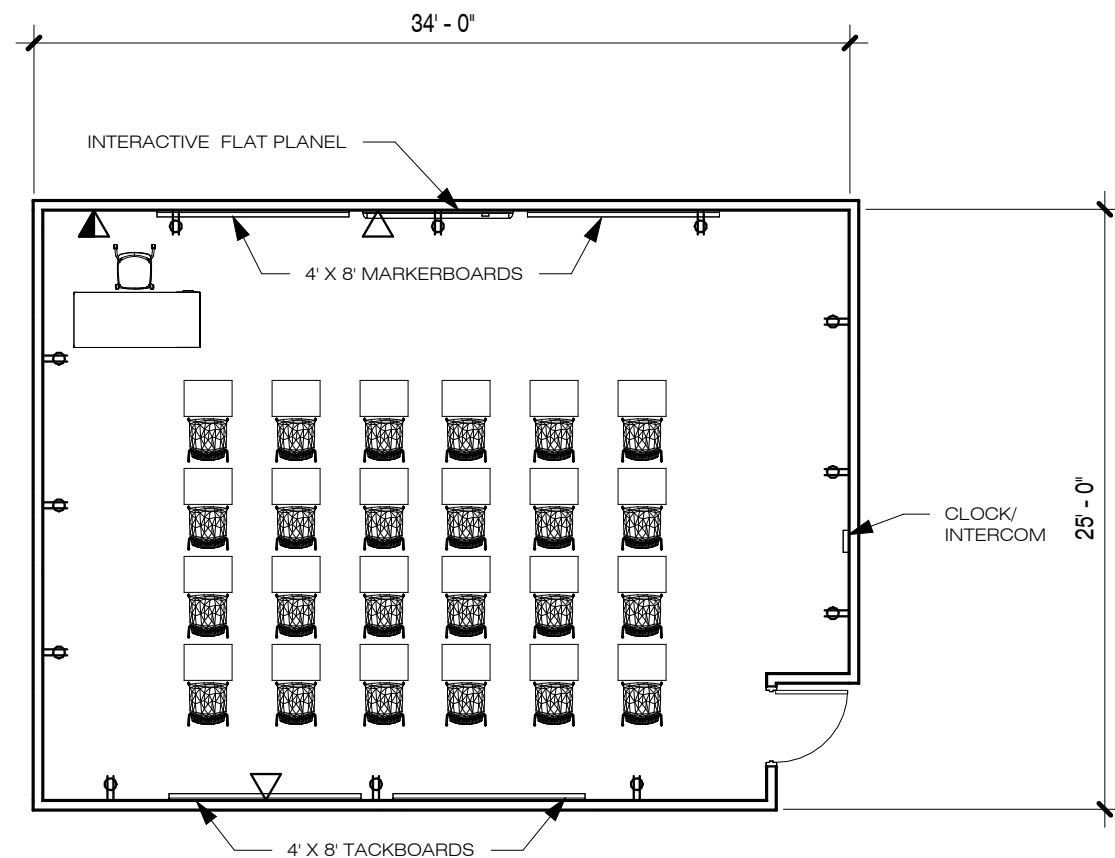 34' - 0"
INTERACTIVE FLAT PLANEL
4' X 8' MARKERBOARDS
CLOCK/
INTERCOM
25' - 0"
4' X 8' TACKBOARDS